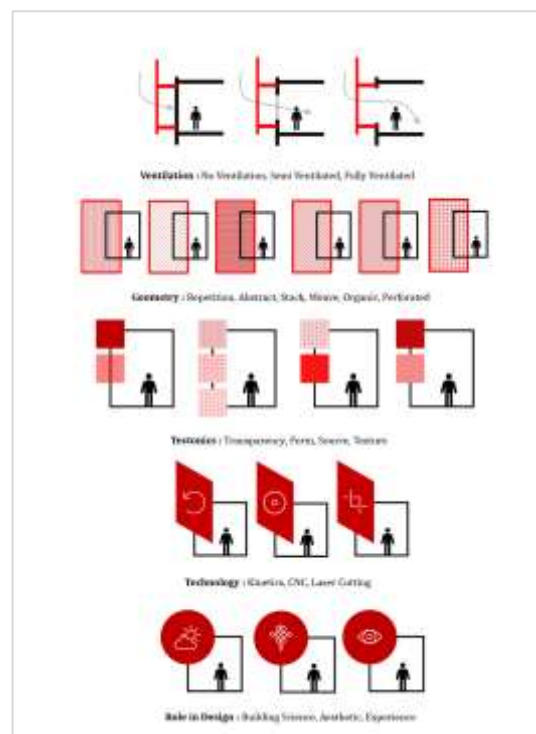 Ventilation : No Ventilation, Semi Ventilated, Fully Ventilated
Geometry : Repetition, Abstract, Stack, Weave, Organic, Perforated
Tectonics : Transparency, Form, Source, Texture
Technology : Kinetics, CNC, Laser Cutting
Role in Design : Building Science, Aesthetic, Experience